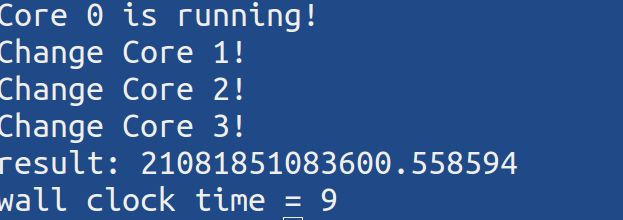 Core 0 is running!
Change Core 1!
Change Core 2!
Change Core 3!
result: 21081851083600.558594
wall clock time = 9